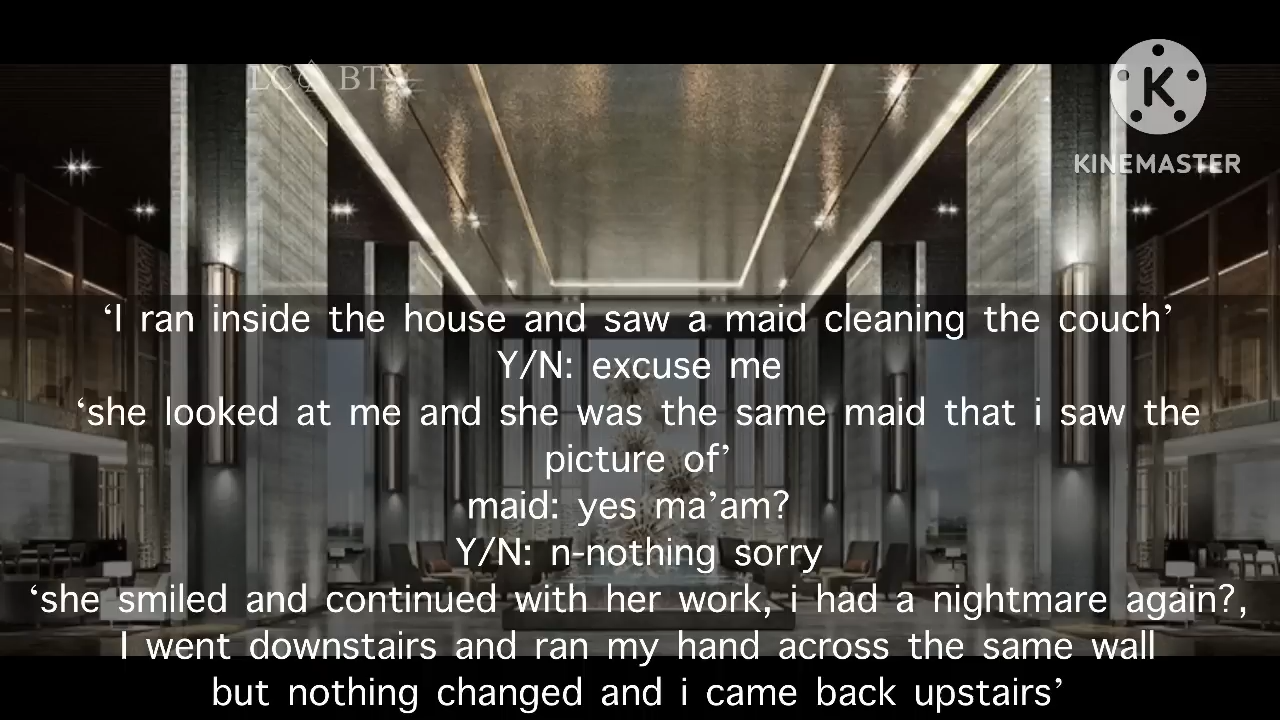 LC BTS
KINEMASTER
‘I ran inside the house and saw a maid cleaning the couch’
Y/N: excuse me
‘she looked at me and she was the same maid that i saw the
picture of’
maid: yes ma’am?
Y/N: n-nothing sorry
‘she smiled and continued with her work, i had a nightmare again?,
I went downstairs and ran my hand across the same wall
but nothing changed and i came back upstairs’